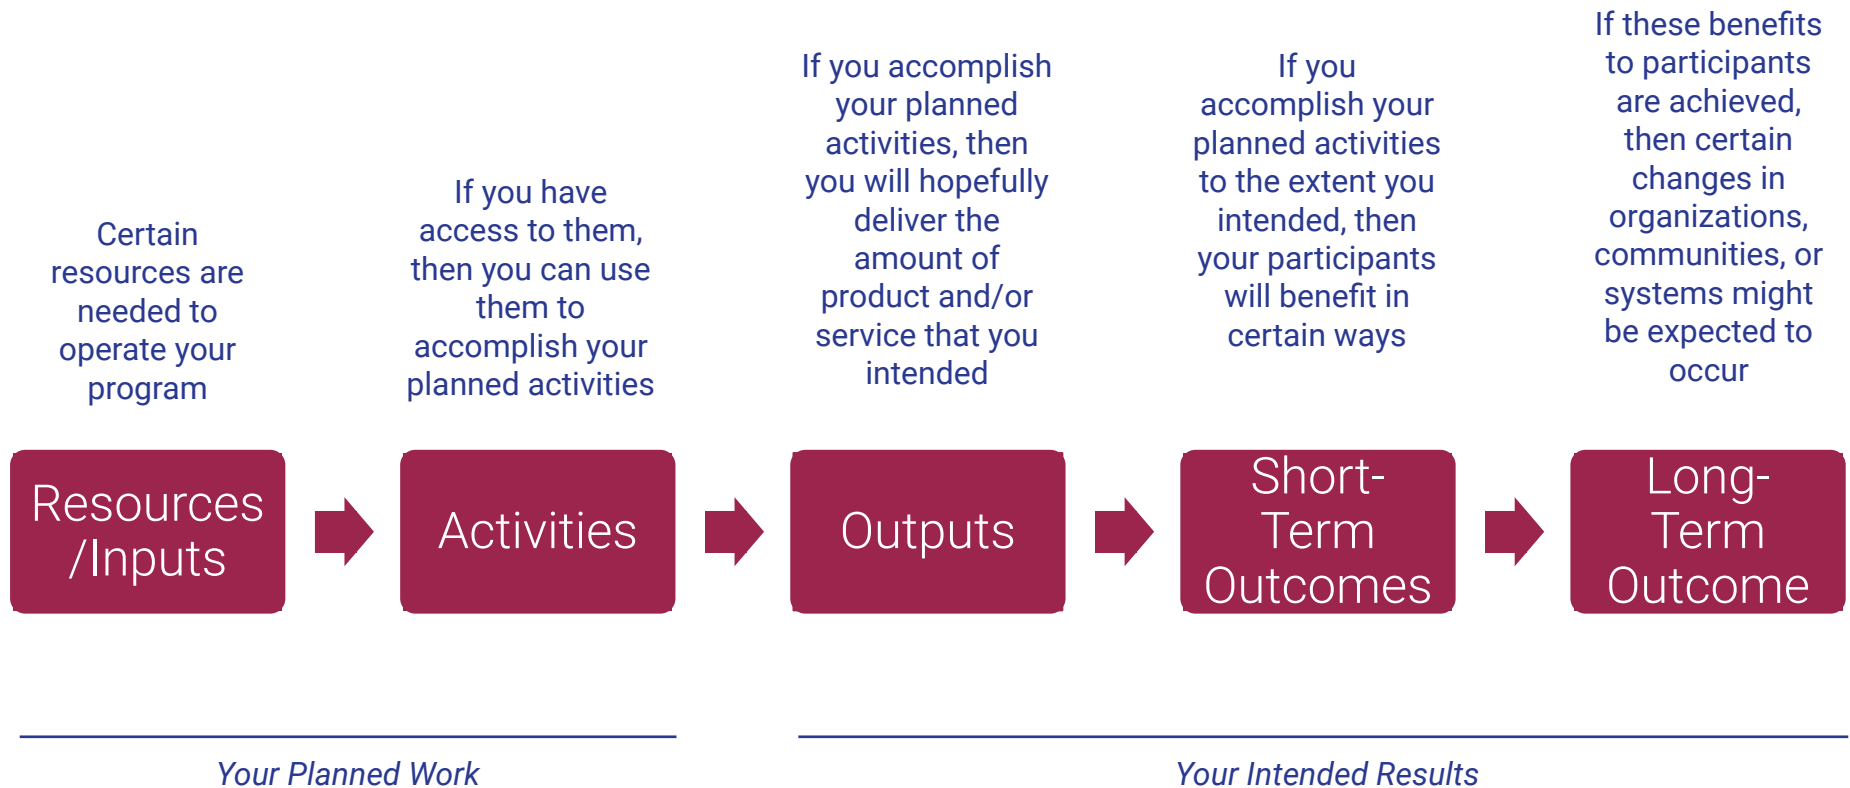 Certain
resources are
needed to
operate your
program
If you have
access to them,
then you can use
them to
accomplish your
planned activities
If you accomplish
your planned
activities, then
you will hopefully
deliver the
amount of
product and/or
service that you
intended
If you
accomplish your
planned activities
to the extent you
intended, then
your participants
will benefit in
certain ways
If these benefits
to participants
are achieved,
then certain
changes in
organizations,
communities, or
systems might
be expected to
occur
Resources
/Inputs
Activities
Outputs
Short-
Term
Outcomes
Long-
Term
Outcome
Your Planned Work
Your Intended Results